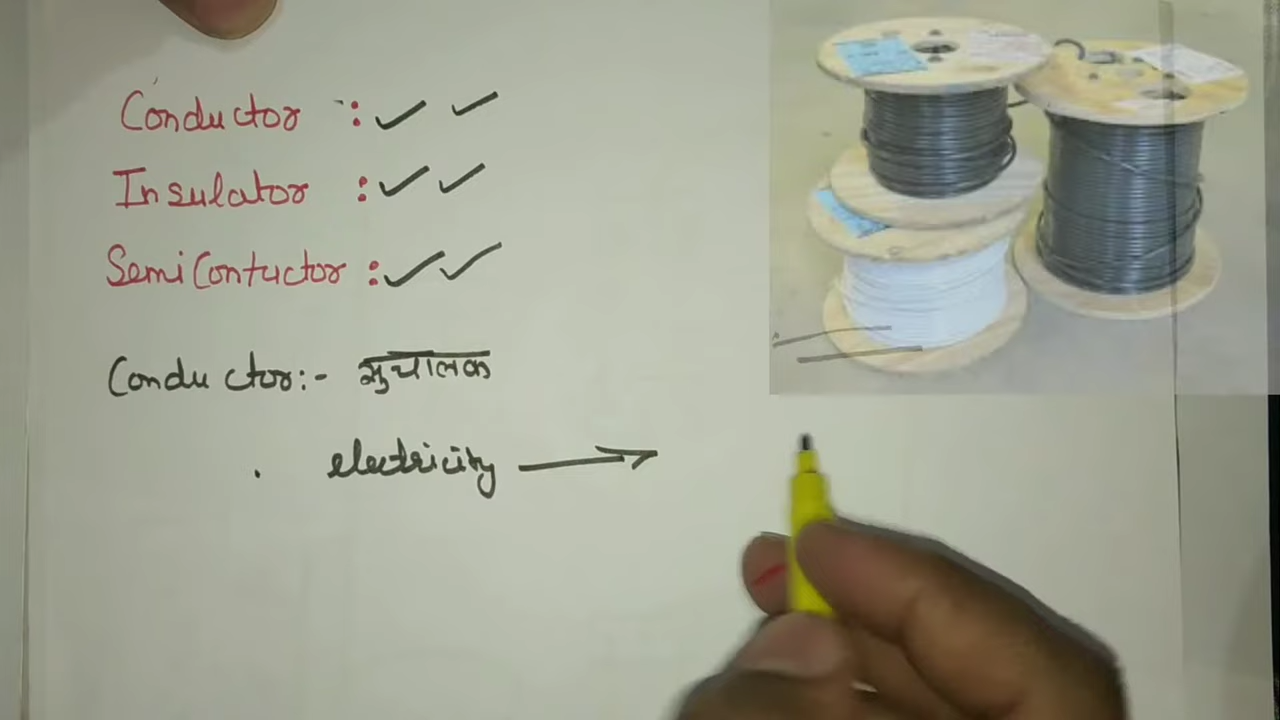 Conductor :
Insulator :
Semi Contuctor :
Conductor:- सुचालक
electricity